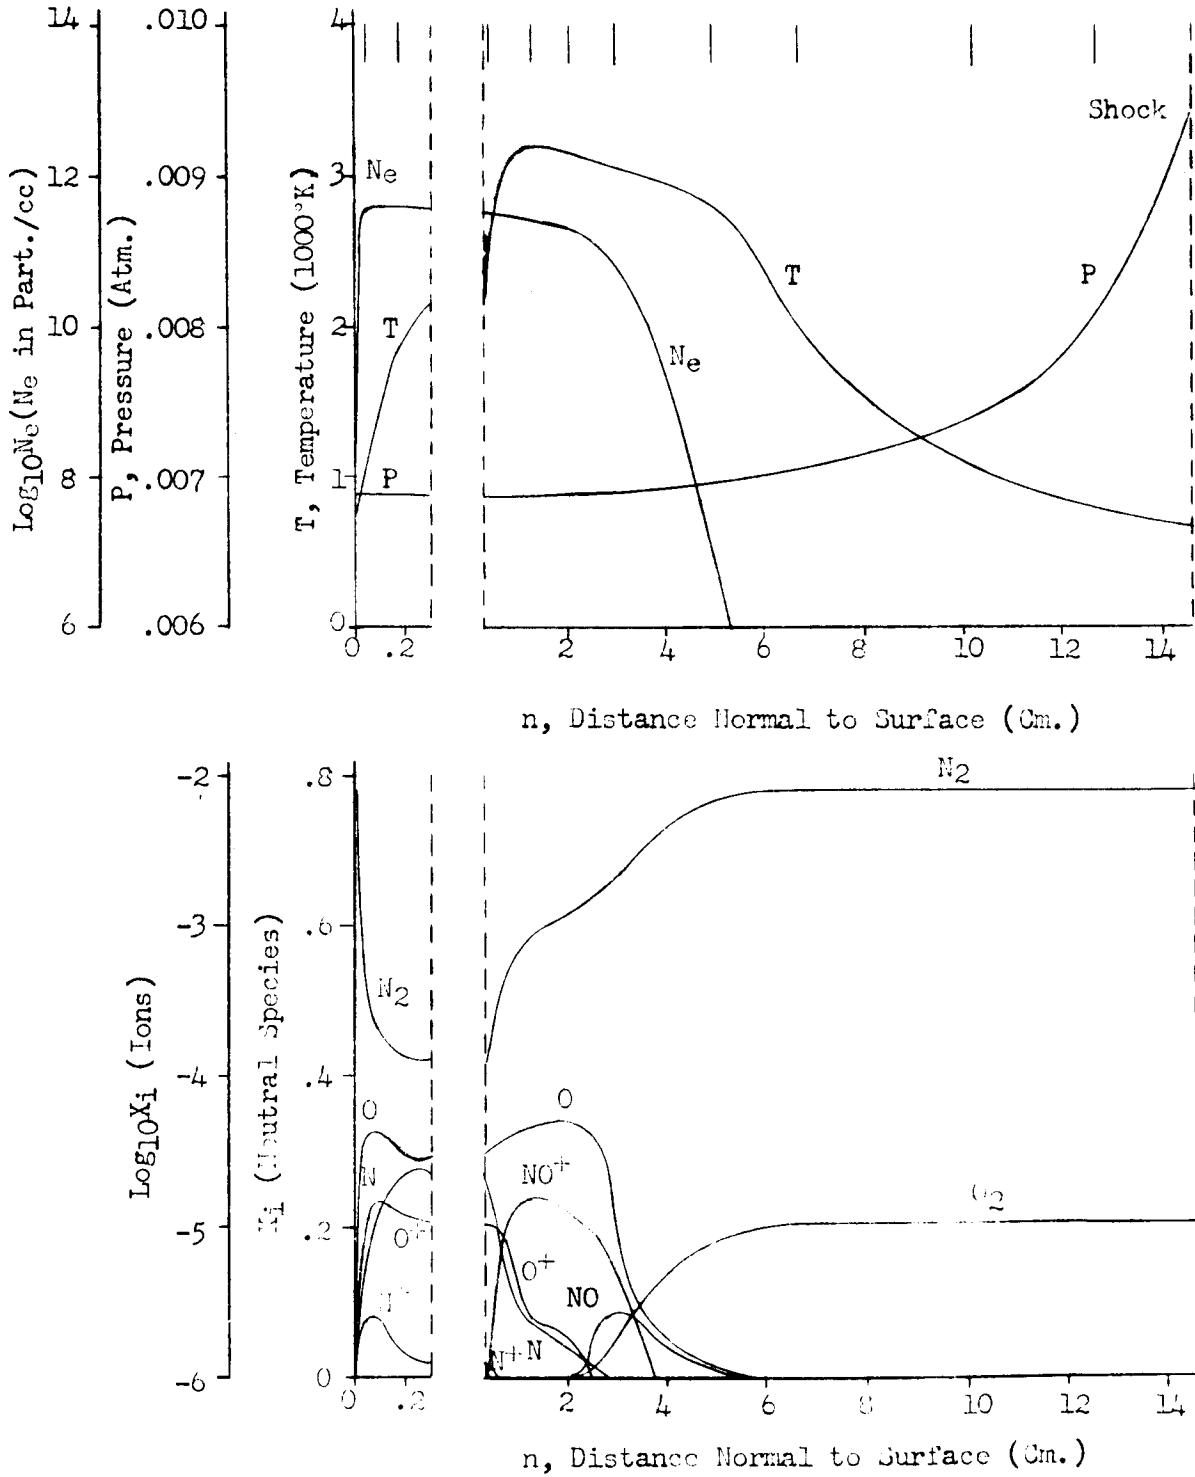 14
.010
4
Shock
12
.009
3
Ne
T
P
10
.008
2
T
Ne
8
.007
1
P
6
.006
0
Log10Ne(Ne in Part./cc)
P, Pressure (Atm.)
T, Temperature (1000°K)
0 .2 2 4 6 8 10 12 14
n, Distance Normal to Surface (Cm.)
-2
.8
N2
-3
.6
N2
-4
.4
O
O
NO+
N
-5
.2
O2
O+
O+
NO
N+
N+ N
-6
0
Log10Xi (Ions)
Xi (Neutral Species)
0 .2 2 4 6 8 10 12 14
n, Distance Normal to Surface (Cm.)